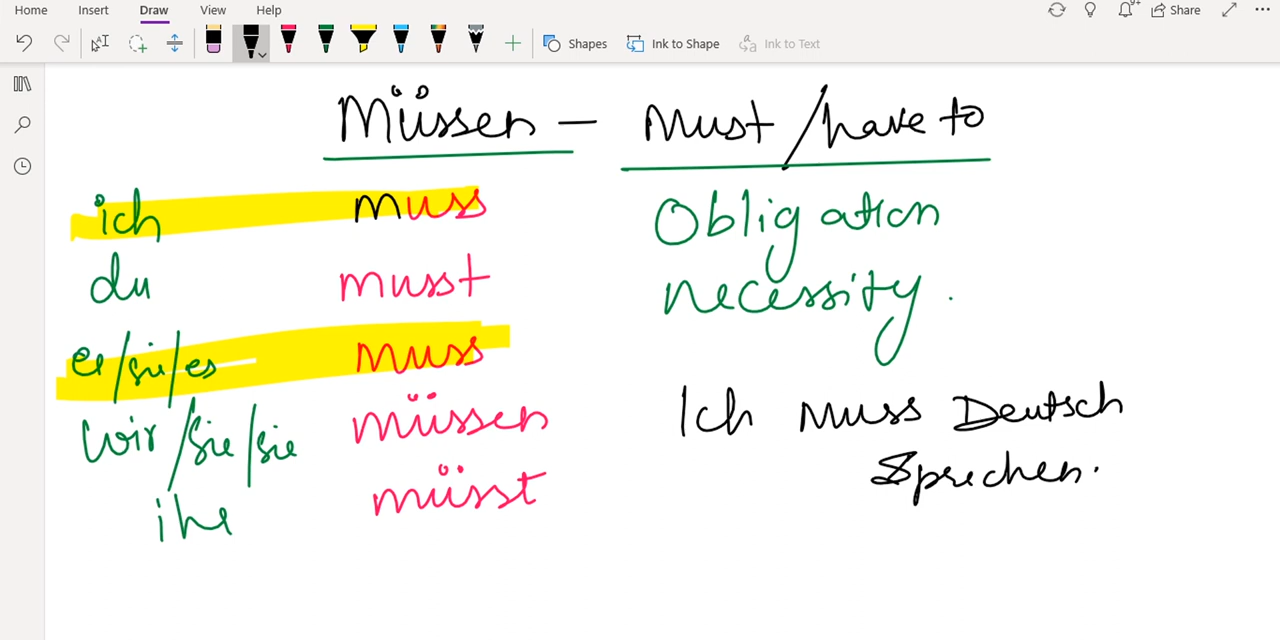 Home Insert Draw View Help
Share
Shapes Ink to Shape Ink to Text
Müssen - Must/have to
ich muss
du musst
er/sie/es muss
wir/Sie/sie müssen
ihr müsst
Obligation
necessity.
Ich muss Deutsch
sprechen.